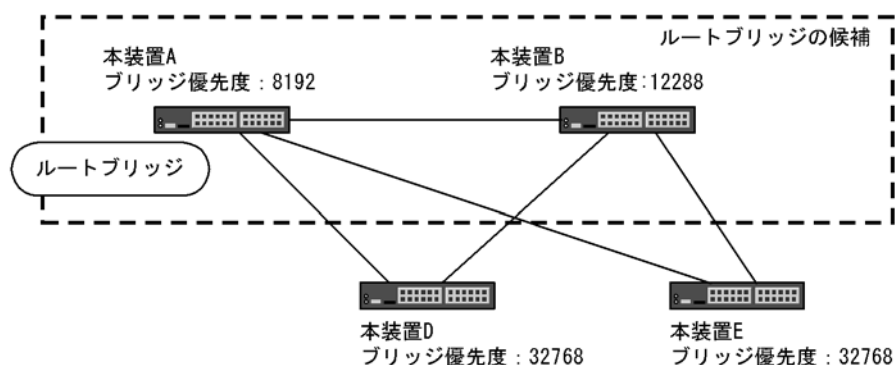 ルートブリッジの候補
本装置A
ブリッジ優先度：8192
本装置B
ブリッジ優先度:12288
ルートブリッジ
本装置D
ブリッジ優先度：32768
本装置E
ブリッジ優先度：32768